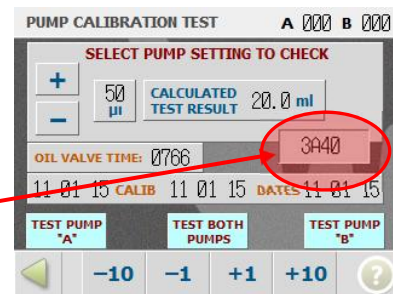 PUMP CALIBRATION TEST A 000 B 000
SELECT PUMP SETTING TO CHECK
+ 50 µl CALCULATED TEST RESULT 20.0 ml
−
3A40
OIL VALVE TIME: 0766
11 01 15 CALIB 11 01 15 DATES 11 01 15
TEST PUMP "A" TEST BOTH PUMPS TEST PUMP "B"
−10 −1 +1 +10 ?